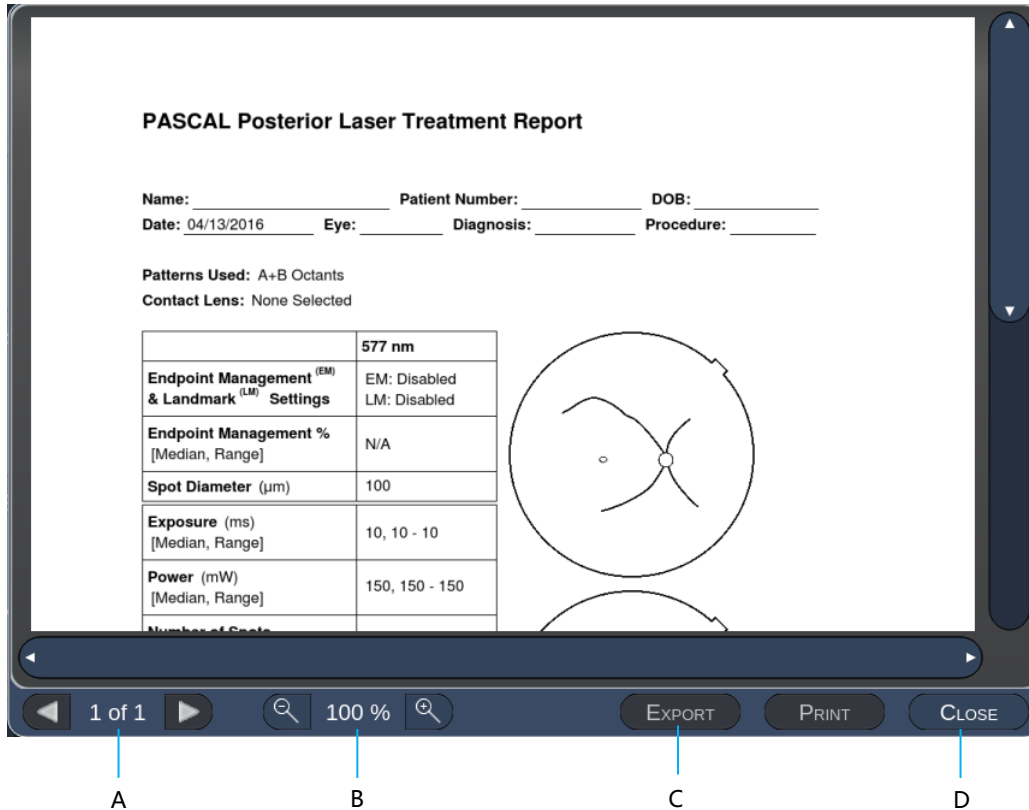 PASCAL Posterior Laser Treatment Report
Name: Patient Number: DOB:
Date: 04/13/2016 Eye: Diagnosis: Procedure:
Patterns Used: A+B Octants
Contact Lens: None Selected
577 nm
Endpoint Management (EM)
& Landmark (LM) Settings
EM: Disabled
LM: Disabled
Endpoint Management %
[Median, Range]
N/A
Spot Diameter (μm)
100
Exposure (ms)
[Median, Range]
10, 10 - 10
Power (mW)
[Median, Range]
150, 150 - 150
Number of Spots
1 of 1 100 % EXPORT PRINT CLOSE
A B C D